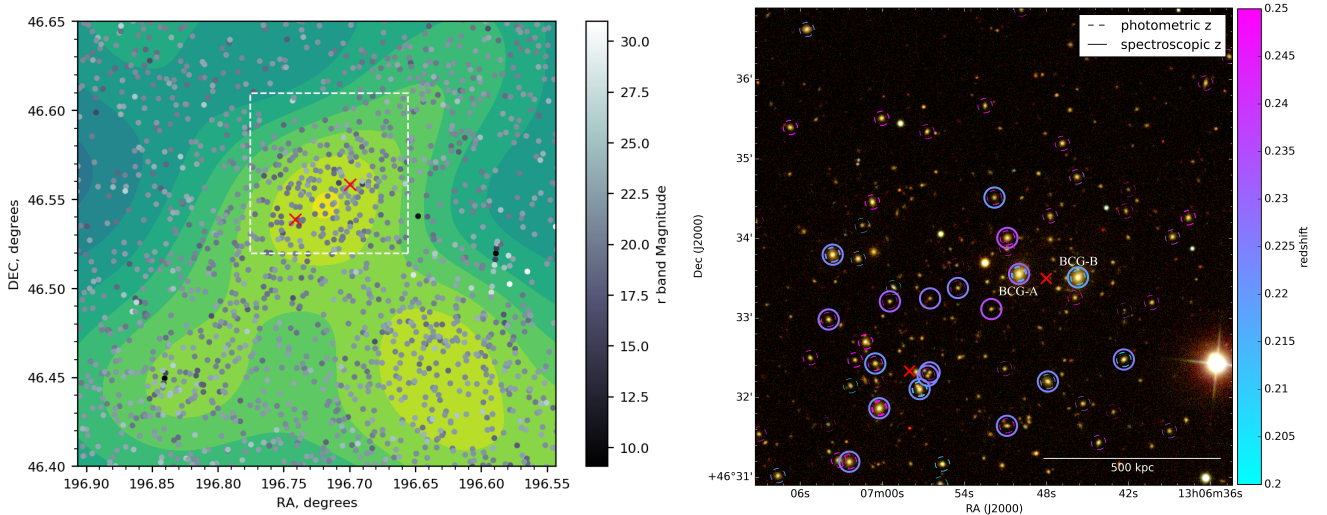 46.65
46.60
46.55
46.50
46.45
46.40
DEC, degrees
196.90
196.85
196.80
196.75
196.70
196.65
196.60
196.55
RA, degrees
30.0
27.5
25.0
22.5
20.0
17.5
15.0
12.5
10.0
r band Magnitude
photometric z
spectroscopic z
36'
35'
34'
33'
32'
+46°31'
Dec (J2000)
BCG-B
BCG-A
500 kpc
06s
13h07m00s
54s
48s
42s
13h06m36s
RA (J2000)
0.25
0.245
0.24
0.235
0.23
0.225
0.22
0.215
0.21
0.205
0.2
redshift